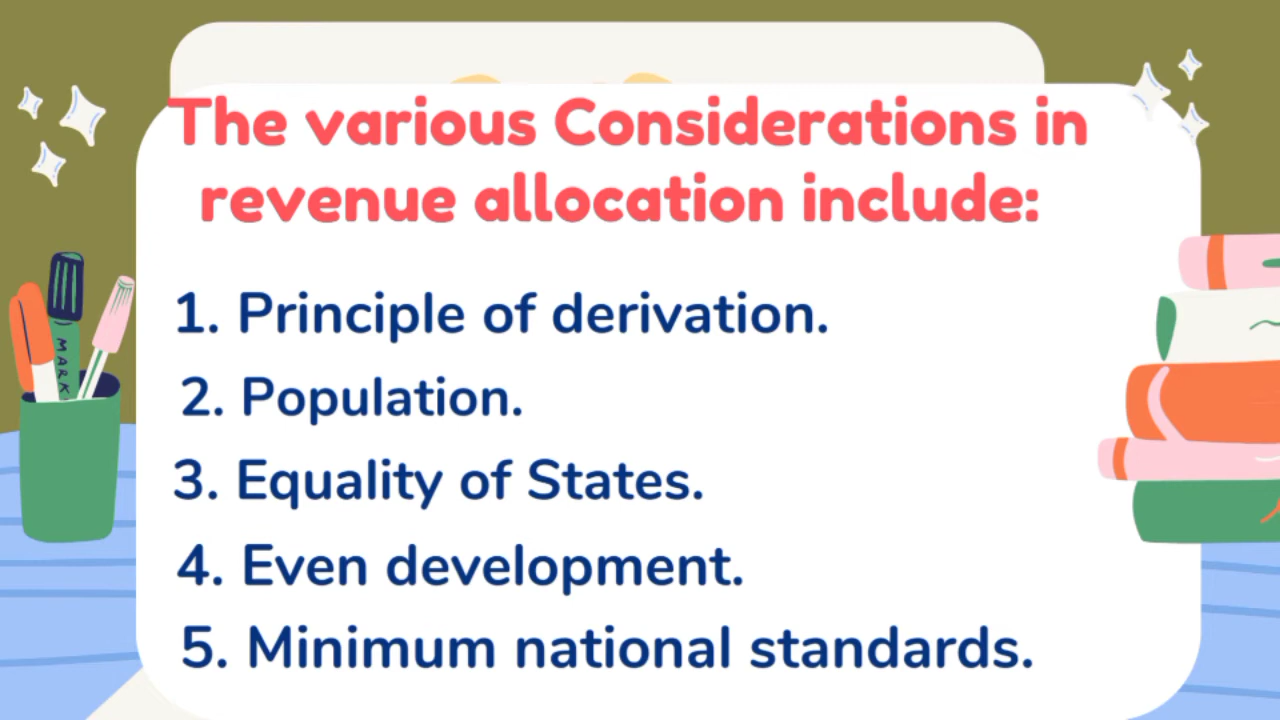 The various Considerations in
revenue allocation include:
1. Principle of derivation.
2. Population.
3. Equality of States.
4. Even development.
5. Minimum national standards.
MARK